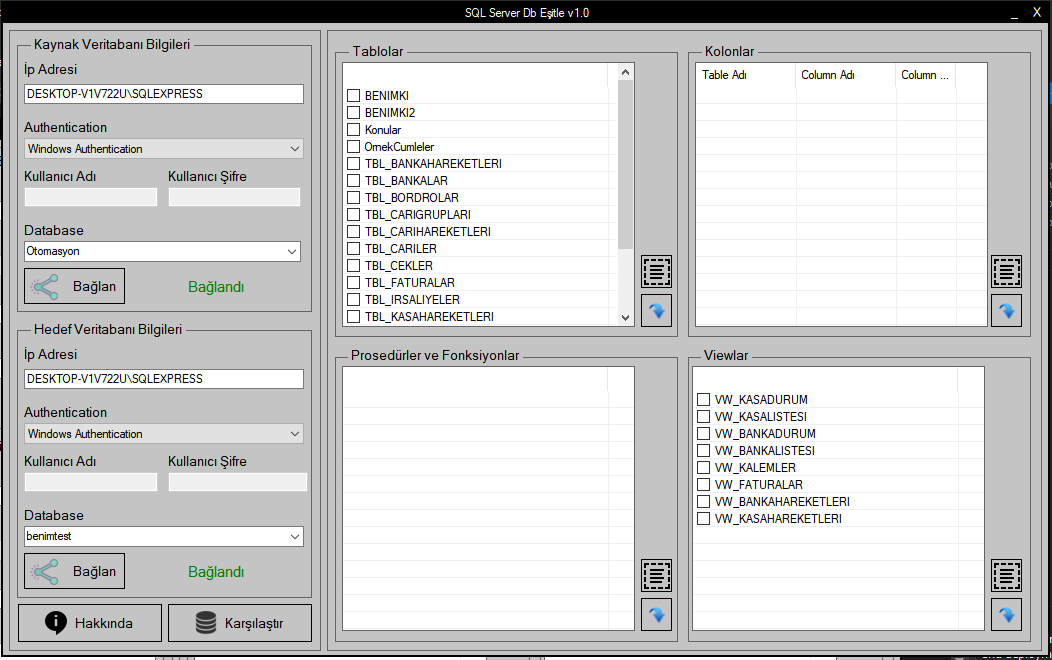 SQL Server Db Eşitle v1.0
_ X
Kaynak Veritabanı Bilgileri
İp Adresi
DESKTOP-V1V722U\SQLEXPRESS
Authentication
Windows Authentication
Kullanıcı Adı
Kullanıcı Şifre
Database
Otomasyon
Bağlan
Bağlandı
Hedef Veritabanı Bilgileri
İp Adresi
DESKTOP-V1V722U\SQLEXPRESS
Authentication
Windows Authentication
Kullanıcı Adı
Kullanıcı Şifre
Database
benimtest
Bağlan
Bağlandı
Hakkında
Karşılaştır
Tablolar
BENIMKI
BENIMKI2
Konular
OrnekCumleler
TBL_BANKAHAREKETLERI
TBL_BANKALAR
TBL_BORDROLAR
TBL_CARIGRUPLARI
TBL_CARIHAREKETLERI
TBL_CARILER
TBL_CEKLER
TBL_FATURALAR
TBL_IRSALIYELER
TBL_KASAHAREKETLERI
Kolonlar
Table Adı
Column Adı
Column ...
Prosedürler ve Fonksiyonlar
Viewlar
VW_KASADURUM
VW_KASALISTESI
VW_BANKADURUM
VW_BANKALISTESI
VW_KALEMLER
VW_FATURALAR
VW_BANKAHAREKETLERI
VW_KASAHAREKETLERI